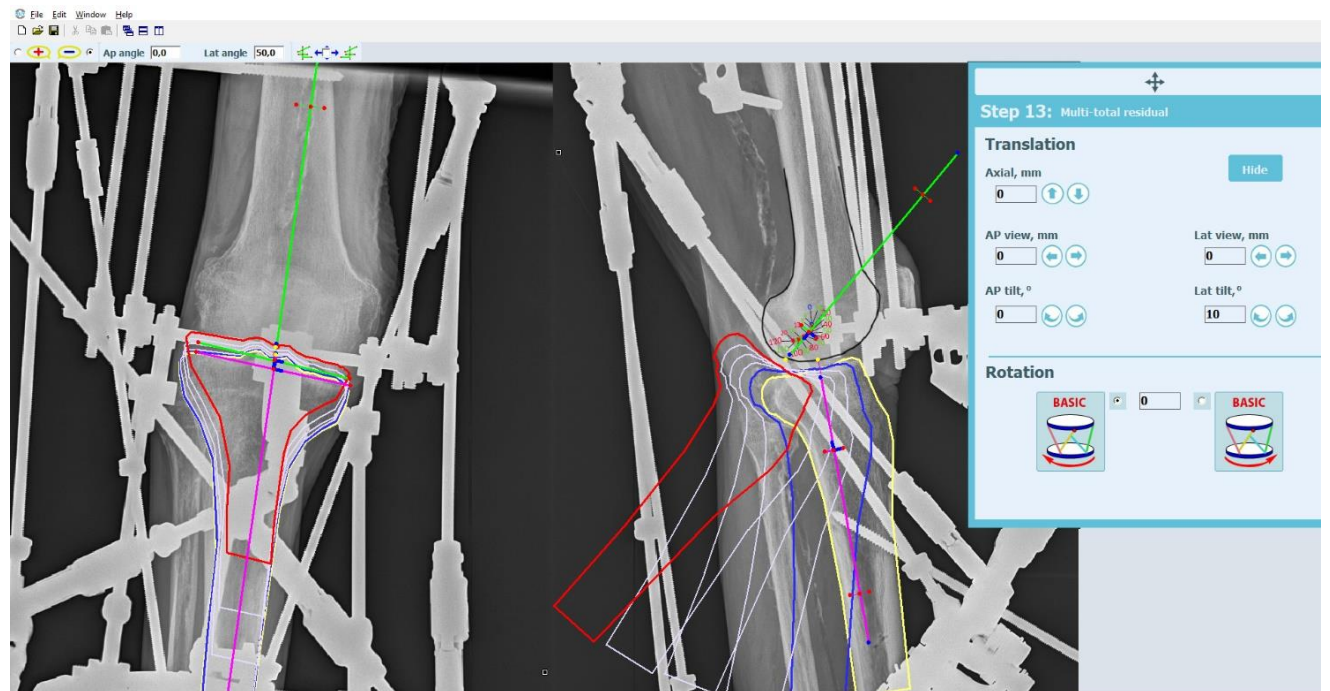 File Edit Window Help
Ap angle 0,0 Lat angle 50,0
Step 13: Multi-total residual
Translation
Axial, mm
Hide
0
AP view, mm Lat view, mm
0 0
AP tilt,° Lat tilt,°
0 10
Rotation
BASIC 0 BASIC